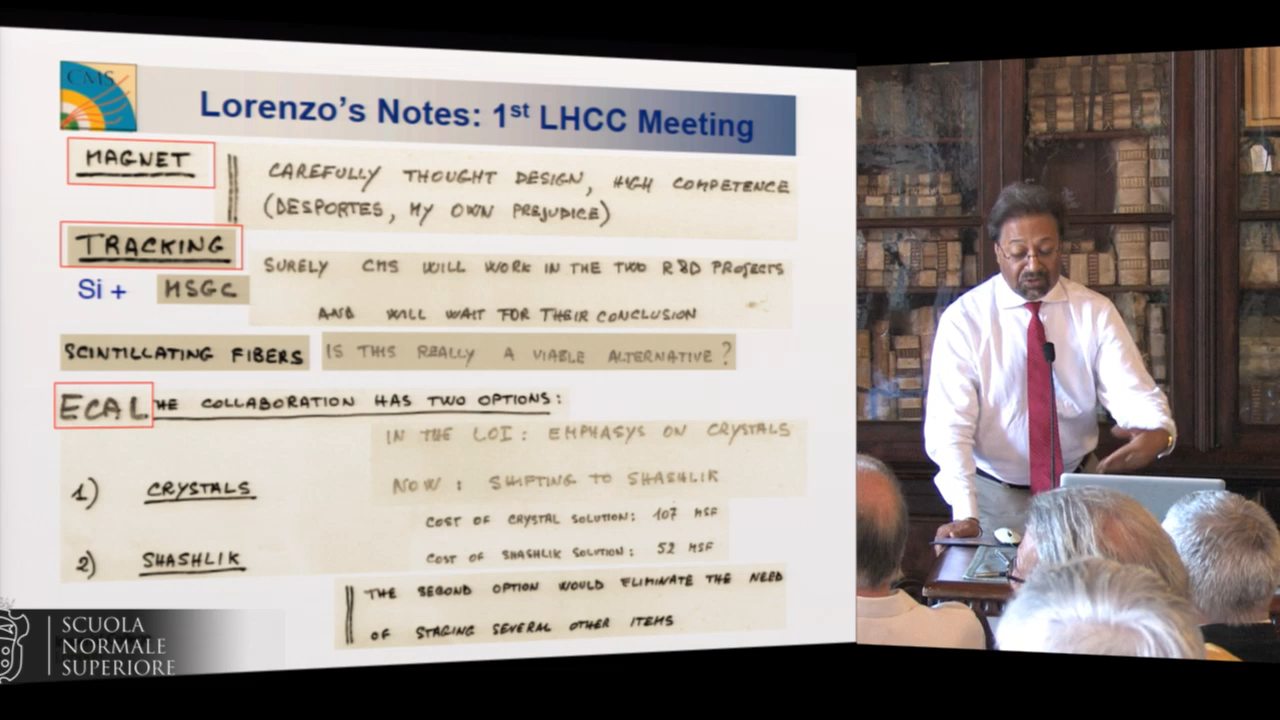 CMS
Lorenzo's Notes: 1st LHCC Meeting
MAGNET
CAREFULLY THOUGHT DESIGN, HIGH COMPETENCE
(DESPORTES, MY OWN PREJUDICE)
TRACKING
Si + MSGC
SURELY CMS WILL WORK IN THE TWO R&D PROJECTS
AND WILL WAIT FOR THEIR CONCLUSION
SCINTILLATING FIBERS IS THIS REALLY A VIABLE ALTERNATIVE?
ECAL HE COLLABORATION HAS TWO OPTIONS:
IN THE LOI: EMPHASYS ON CRYSTALS
1) CRYSTALS
NOW: SHIFTING TO SHASHLIK
COST OF CRYSTAL SOLUTION: 107 MSF
2) SHASHLIK
COST OF SHASHLIK SOLUTION: 52 MSF
THE SECOND OPTION WOULD ELIMINATE THE NEED
OF STAGING SEVERAL OTHER ITEMS
SCUOLA
NORMALE
SUPERIORE